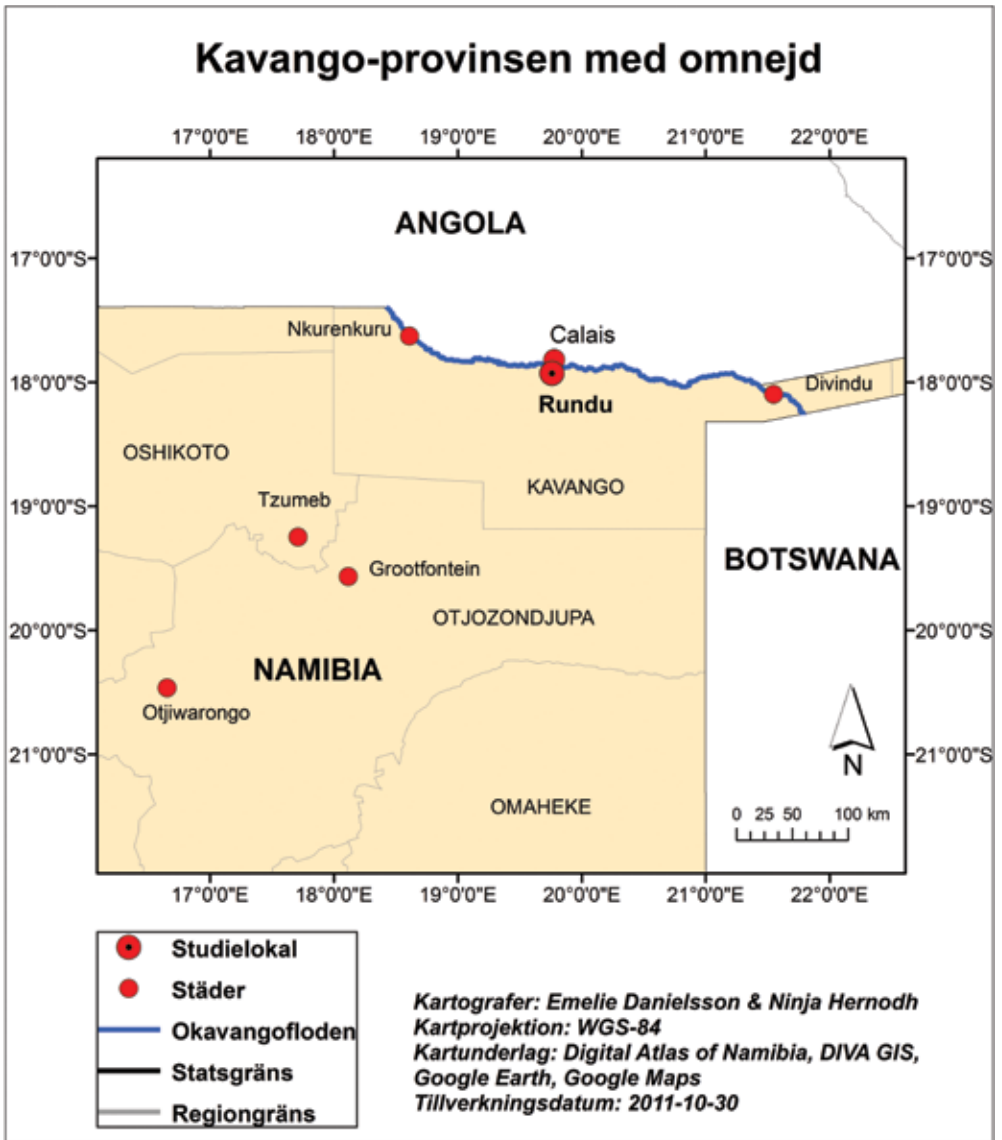 Kavango-provinsen med omnejd
17°0'0"E 18°0'0"E 19°0'0"E 20°0'0"E 21°0'0"E 22°0'0"E
ANGOLA
17°0'0"S 17°0'0"S
Nkurenkuru
Calais
18°0'0"S 18°0'0"S
Divindu
Rundu
OSHIKOTO
KAVANGO
Tzumeb
19°0'0"S 19°0'0"S
BOTSWANA
Grootfontein
OTJOZONDJUPA
20°0'0"S 20°0'0"S
NAMIBIA
Otjiwarongo
21°0'0"S 21°0'0"S
N
OMAHEKE
0 25 50 100 km
17°0'0"E 18°0'0"E 19°0'0"E 20°0'0"E 21°0'0"E 22°0'0"E
Studielokal
Städer
Okavangofloden
Statsgräns
Regiongräns
Kartografer: Emelie Danielsson & Ninja Hernodh
Kartprojektion: WGS-84
Kartunderlag: Digital Atlas of Namibia, DIVA GIS,
Google Earth, Google Maps
Tillverkningsdatum: 2011-10-30